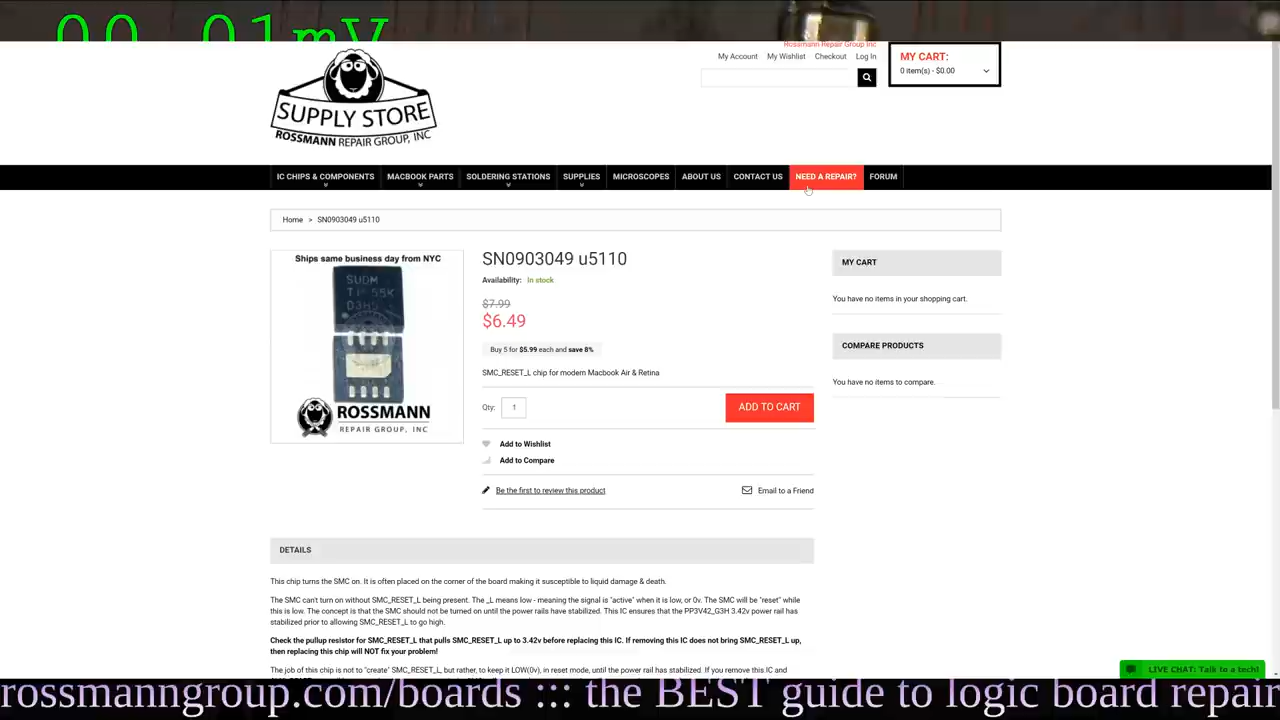 00.01mV
Rossmann Repair Group Inc
My Account My Wishlist Checkout Log In
MY CART:
0 item(s) - $0.00
SUPPLY STORE
ROSSMANN REPAIR GROUP, INC
IC CHIPS & COMPONENTS MACBOOK PARTS SOLDERING STATIONS SUPPLIES MICROSCOPES ABOUT US CONTACT US NEED A REPAIR? FORUM
Home > SN0903049 u5110
Ships same business day from NYC
SUDM
TI 55K
ROSSMANN
REPAIR GROUP, INC
SN0903049 u5110
Availability: In stock
$7.99
$6.49
Buy 5 for $5.99 each and save 8%
SMC_RESET_L chip for modern Macbook Air & Retina
Qty: 1 ADD TO CART
Add to Wishlist
Add to Compare
Be the first to review this product Email to a Friend
MY CART
You have no items in your shopping cart.
COMPARE PRODUCTS
You have no items to compare.
DETAILS
This chip turns the SMC on. It is often placed on the corner of the board making it susceptible to liquid damage & death.
The SMC can't turn on without SMC_RESET_L being present. The _L means low - meaning the signal is "active" when it is low, or 0v. The SMC will be "reset" while
this is low. The concept is that the SMC should not be turned on until the power rails have stabilized. This IC ensures that the PP3V42_G3H 3.42v power rail has
stabilized prior to allowing SMC_RESET_L to go high.
Check the pullup resistor for SMC_RESET_L that pulls SMC_RESET_L up to 3.42v before replacing this IC. If removing this IC does not bring SMC_RESET_L up,
then replacing this chip will NOT fix your problem!
The job of this chip is not to "create" SMC_RESET_L, but rather, to keep it LOW(0v), in reset mode, until the power rail has stabilized. If you remove this IC and
LIVE CHAT: Talk to a tech!
rossmanngroup.com/boards ::: the BEST guide to logic board repair